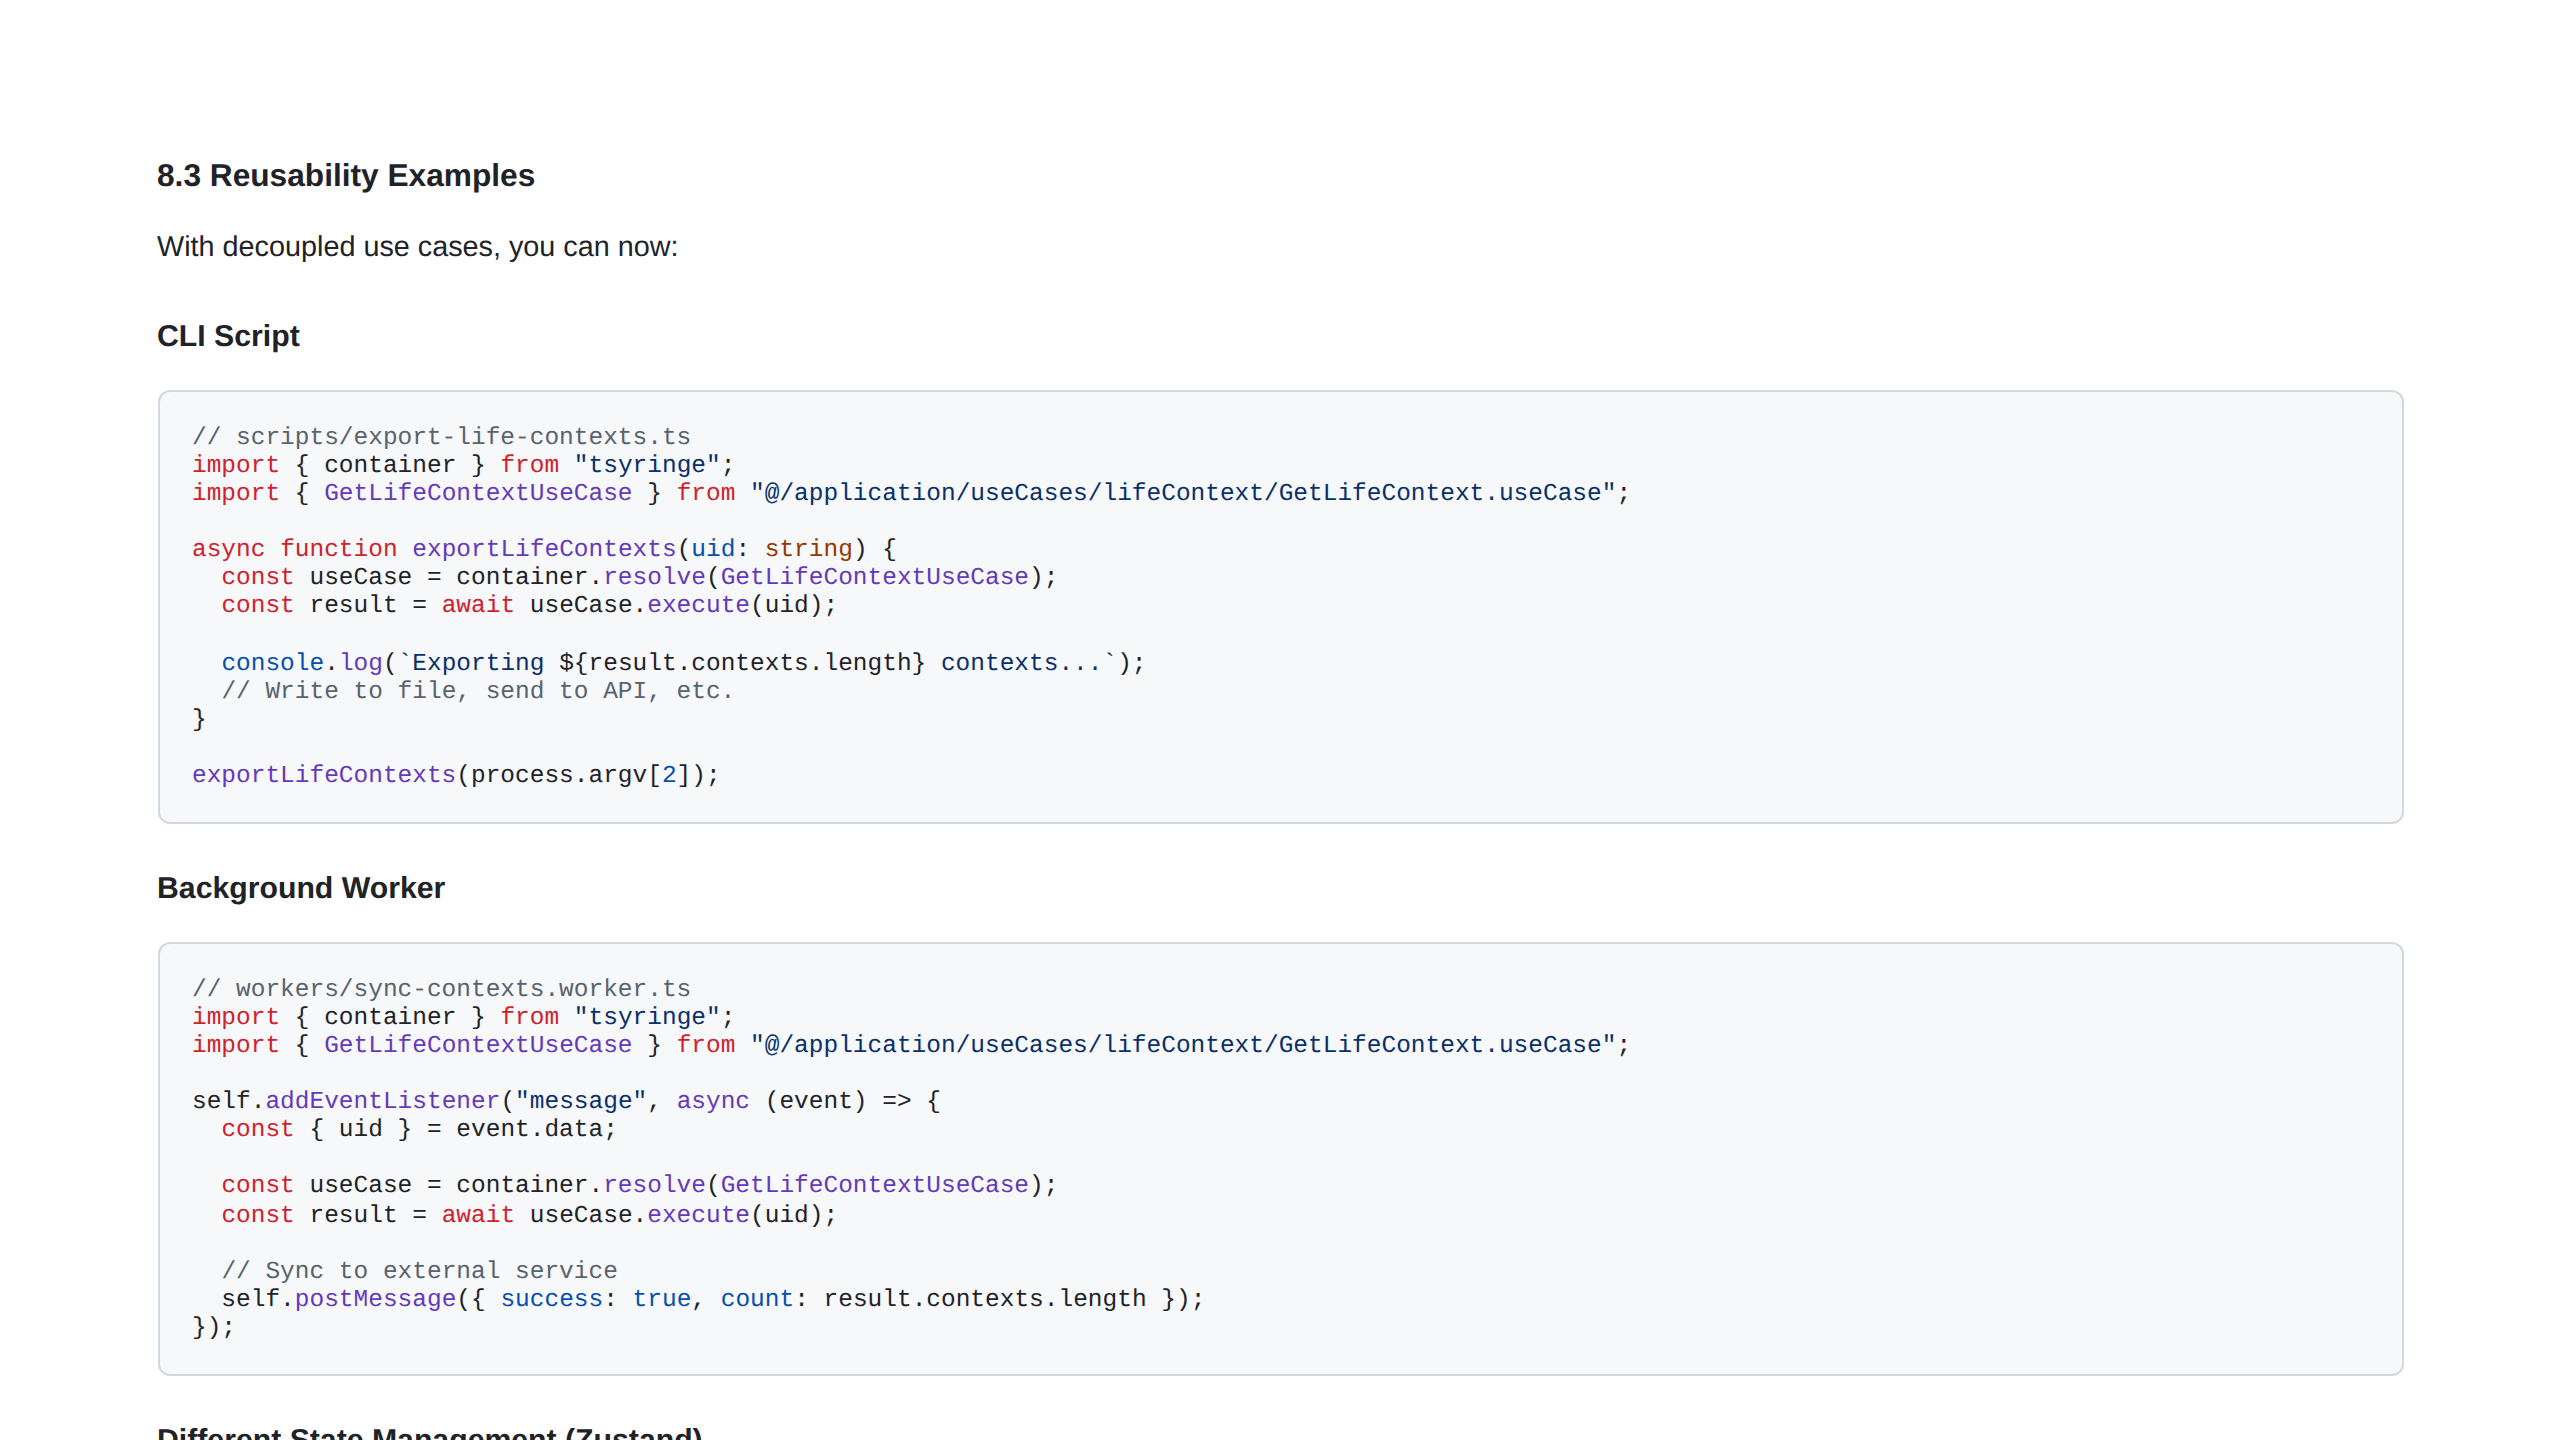 8.3 Reusability Examples
With decoupled use cases, you can now:
CLI Script
// scripts/export-life-contexts.ts
import { container } from "tsyringe";
import { GetLifeContextUseCase } from "@/application/useCases/lifeContext/GetLifeContext.useCase";
async function exportLifeContexts(uid: string) {
  const useCase = container.resolve(GetLifeContextUseCase);
  const result = await useCase.execute(uid);
  console.log(`Exporting ${result.contexts.length} contexts...`);
  // Write to file, send to API, etc.
}
exportLifeContexts(process.argv[2]);
Background Worker
// workers/sync-contexts.worker.ts
import { container } from "tsyringe";
import { GetLifeContextUseCase } from "@/application/useCases/lifeContext/GetLifeContext.useCase";
self.addEventListener("message", async (event) => {
  const { uid } = event.data;
  const useCase = container.resolve(GetLifeContextUseCase);
  const result = await useCase.execute(uid);
  // Sync to external service
  self.postMessage({ success: true, count: result.contexts.length });
});
Different State Management (Zustand)